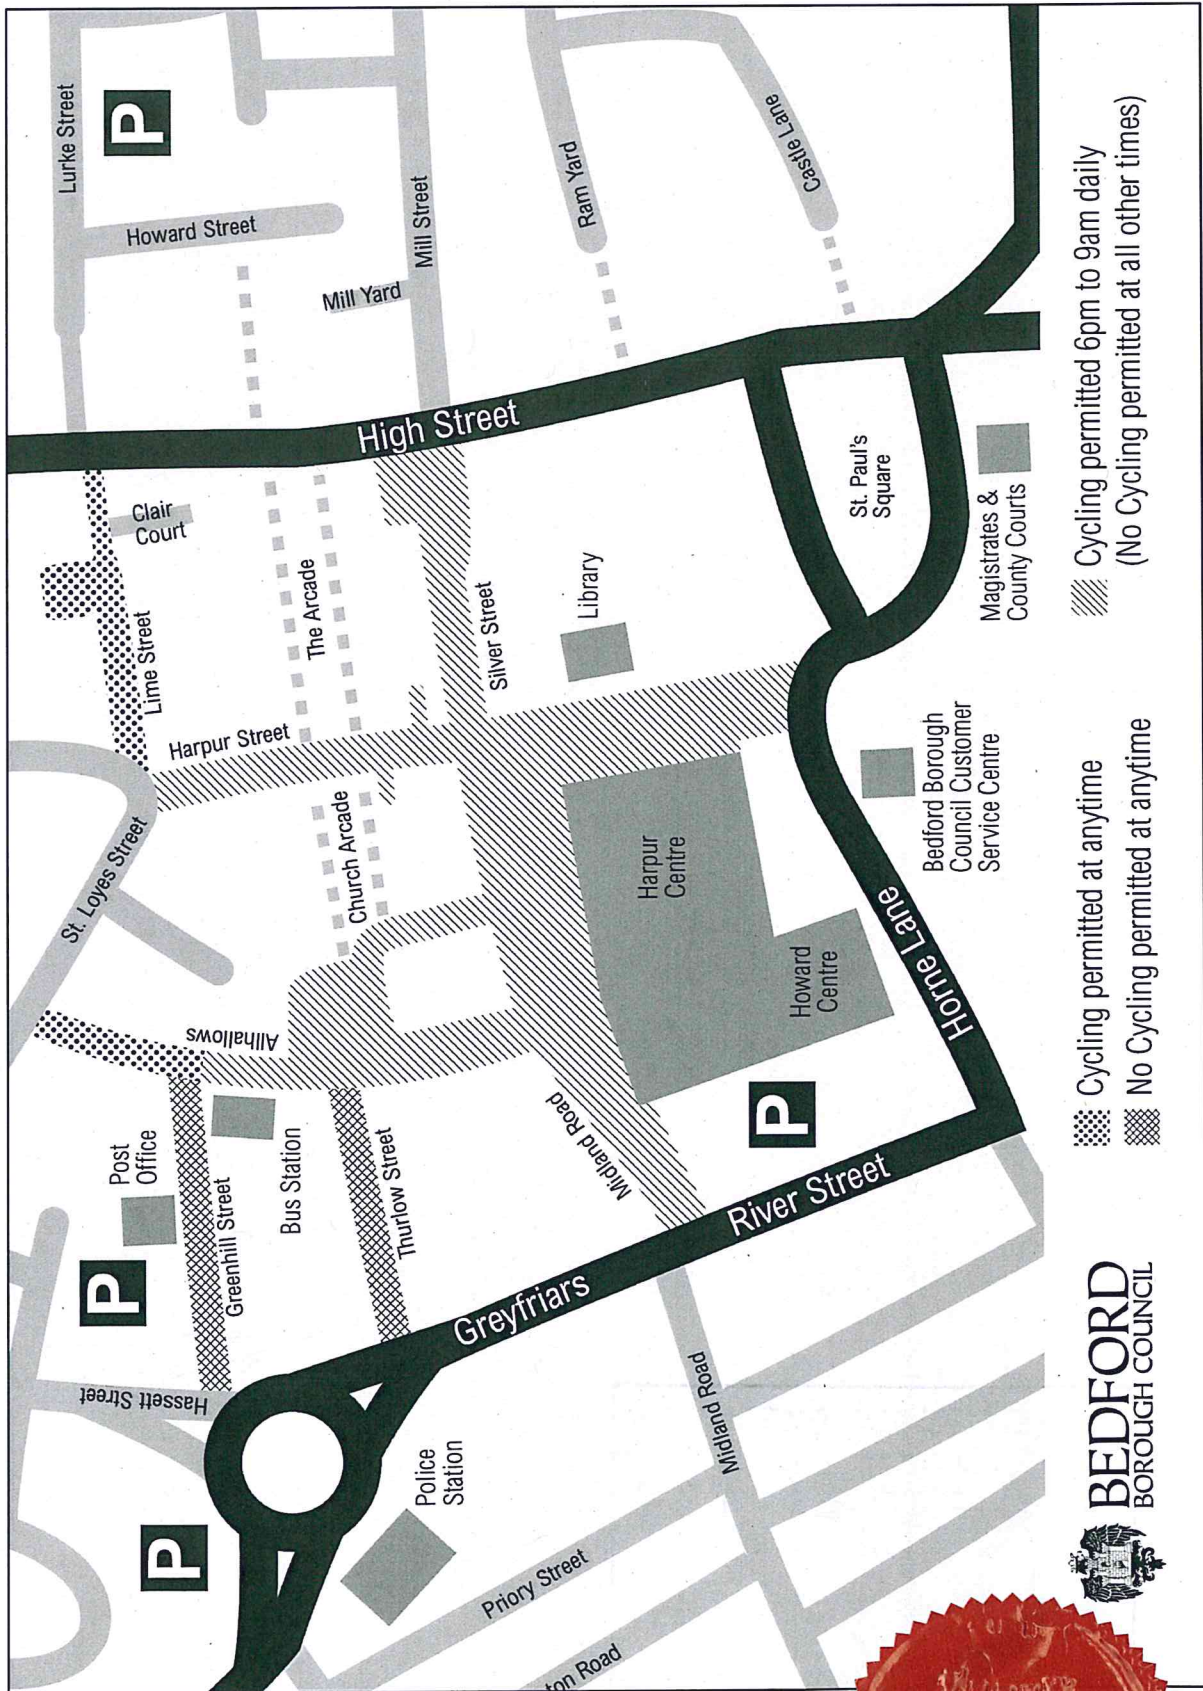 Lurke Street
P
Howard Street
Mill Yard
Mill Street
Ram Yard
Castle Lane
High Street
Clair
Court
Lime Street
The Arcade
Silver Street
Library
St. Paul's
Square
Magistrates &
County Courts
Harpur Street
St. Loyes Street
Church Arcade
Harpur
Centre
Howard
Centre
Bedford Borough
Council Customer
Service Centre
Horne Lane
Allhallows
Post
Office
Bus Station
Greenhill Street
Thurlow Street
Midland Road
P
River Street
P
Hassett Street
Greyfriars
P
Police
Station
Midland Road
Priory Street
ton Road
BEDFORD
BOROUGH COUNCIL
Cycling permitted at anytime
No Cycling permitted at anytime
Cycling permitted 6pm to 9am daily
(No Cycling permitted at all other times)